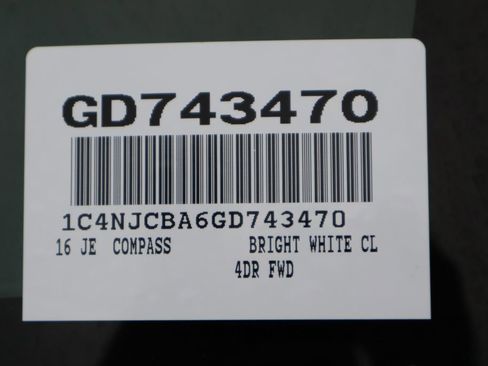 GD743470
1C4NJCBA6GD743470
16 JE COMPASS BRIGHT WHITE CL
4DR FWD